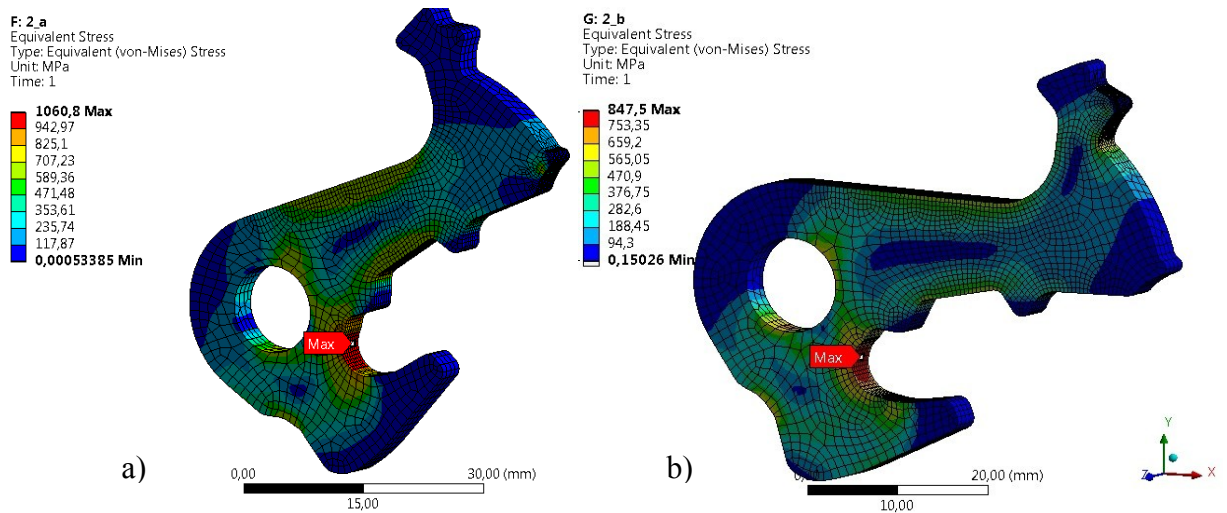 F: 2_a
Equivalent Stress
Type: Equivalent (von-Mises) Stress
Unit: MPa
Time: 1
1060,8 Max
942,97
825,1
707,23
589,36
471,48
353,61
235,74
117,87
0,00053385 Min
Max
a)
0,00
30,00 (mm)
15,00
G: 2_b
Equivalent Stress
Type: Equivalent (von-Mises) Stress
Unit: MPa
Time: 1
847,5 Max
753,35
659,2
565,05
470,9
376,75
282,6
188,45
94,3
0,15026 Min
Max
b)
20,00 (mm)
10,00
Y
Z
X